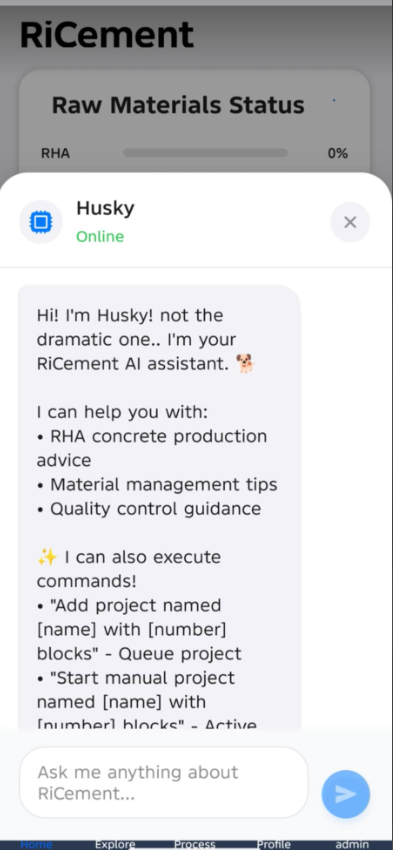 RiCement
Raw Materials Status
RHA 0%
Husky
Online
Hi! I'm Husky! not the
dramatic one.. I'm your
RiCement AI assistant. 🐕
I can help you with:
• RHA concrete production
advice
• Material management tips
• Quality control guidance
✨ I can also execute
commands!
• "Add project named
[name] with [number]
blocks" - Queue project
• "Start manual project
named [name] with
[number] blocks" - Active
Ask me anything about
RiCement...
Home Explore Process Profile admin